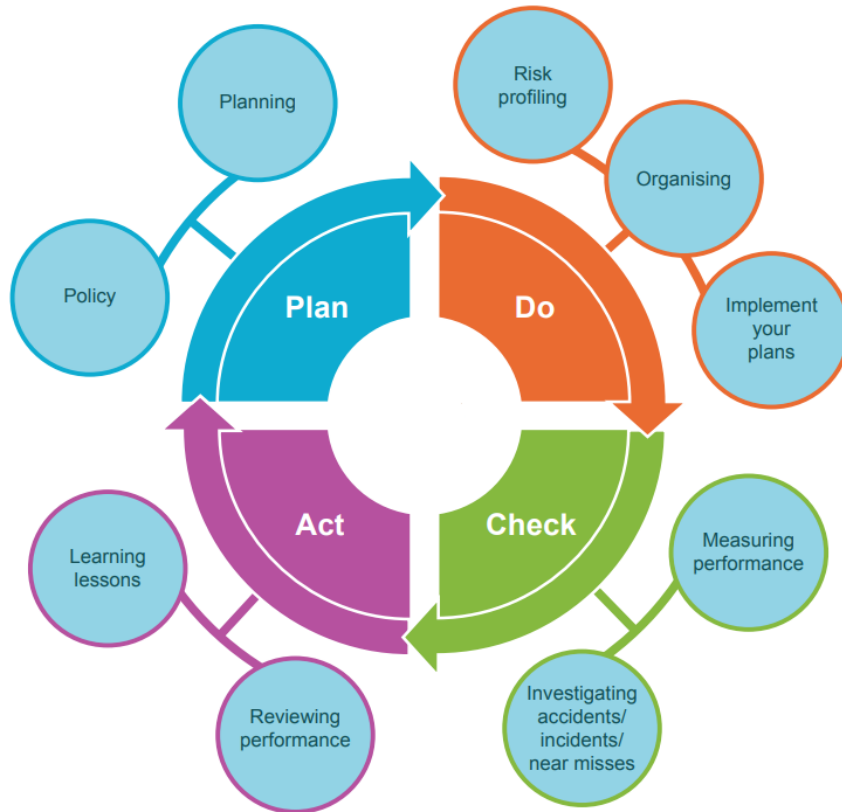 Planning
Policy
Plan
Risk
profiling
Organising
Implement
your
plans
Do
Check
Measuring
performance
Investigating
accidents/
incidents/
near misses
Act
Reviewing
performance
Learning
lessons